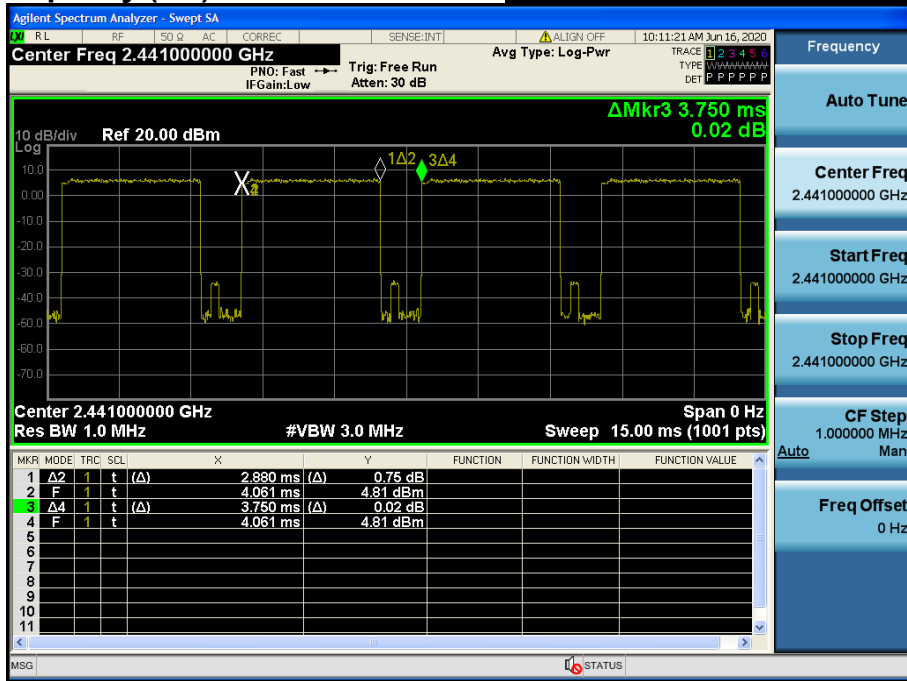 Agilent Spectrum Analyzer - Swept SA
LXI RL RF 50 Ω AC CORREC SENSE:INT ALIGN OFF 10:11:21 AM Jun 16, 2020
Center Freq 2.441000000 GHz
PNO: Fast
IFGain:Low
Trig: Free Run
Atten: 30 dB
Avg Type: Log-Pwr
TRACE 1 2 3 4 5 6
TYPE WWWWWW
DET P P P P P P
ΔMkr3 3.750 ms
0.02 dB
10 dB/div Ref 20.00 dBm
Log
1Δ2 3Δ4
10.0
0.00
-10.0
-20.0
-30.0
-40.0
-50.0
-60.0
-70.0
Center 2.441000000 GHz Span 0 Hz
Res BW 1.0 MHz #VBW 3.0 MHz Sweep 15.00 ms (1001 pts)
MKR MODE TRC SCL X Y FUNCTION FUNCTION WIDTH FUNCTION VALUE
1 Δ2 1 t (Δ) 2.880 ms (Δ) 0.75 dB
2 F 1 t 4.061 ms 4.81 dBm
3 Δ4 1 t (Δ) 3.750 ms (Δ) 0.02 dB
4 F 1 t 4.061 ms 4.81 dBm
5
6
7
8
9
10
11
MSG STATUS
Frequency
Auto Tune
Center Freq
2.441000000 GHz
Start Freq
2.441000000 GHz
Stop Freq
2.441000000 GHz
CF Step
1.000000 MHz
Auto Man
Freq Offset
0 Hz